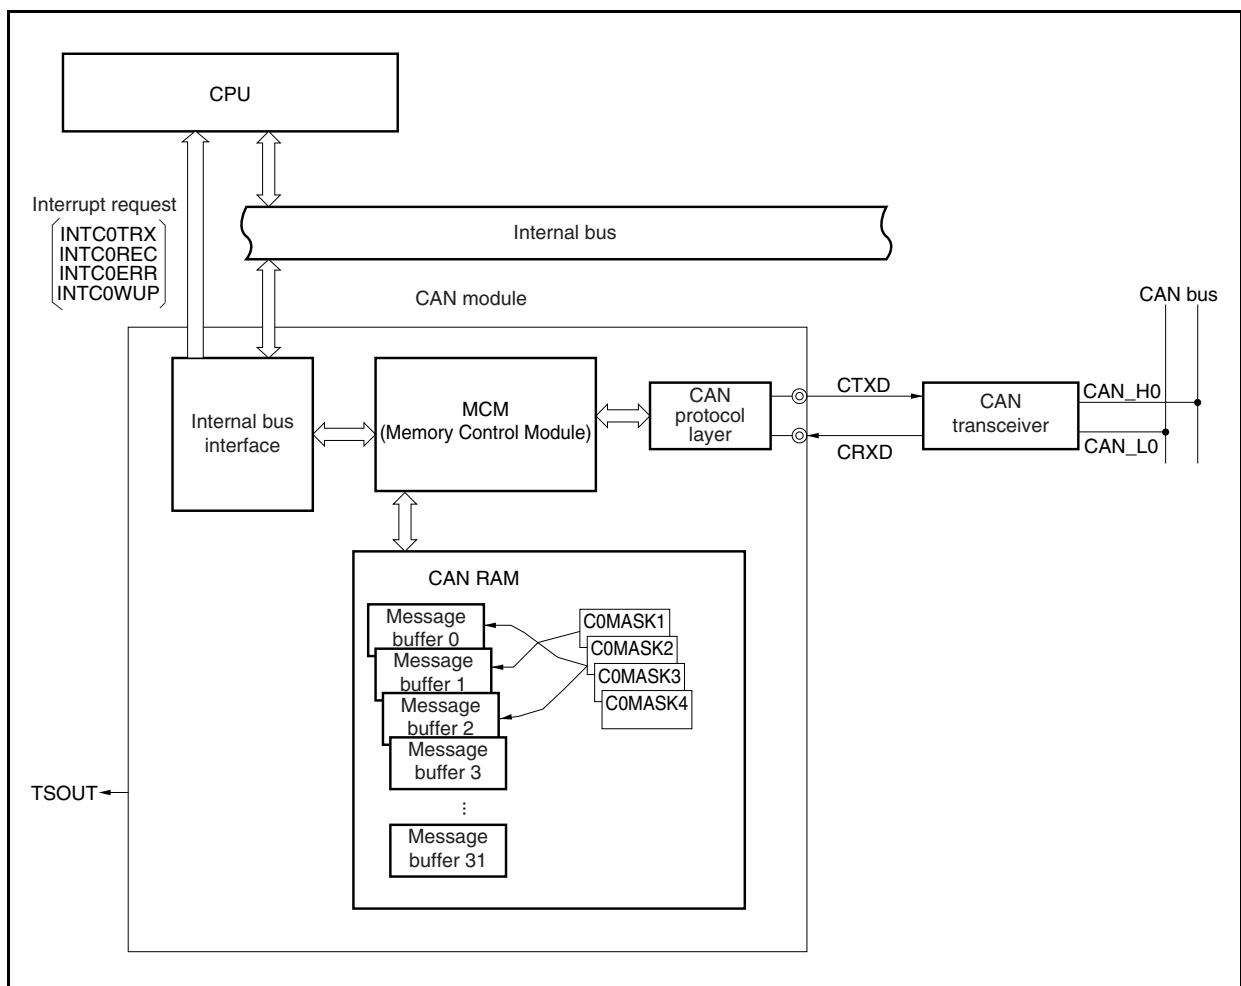 CPU
Interrupt request
INTC0TRX
INTC0REC
INTC0ERR
INTC0WUP
Internal bus
CAN module
CAN bus
Internal bus
interface
MCM
(Memory Control Module)
CAN
protocol
layer
CTXD
CRXD
CAN
transceiver
CAN_H0
CAN_L0
CAN RAM
Message
buffer 0
Message
buffer 1
Message
buffer 2
Message
buffer 3
...
Message
buffer 31
C0MASK1
C0MASK2
C0MASK3
C0MASK4
TSOUT